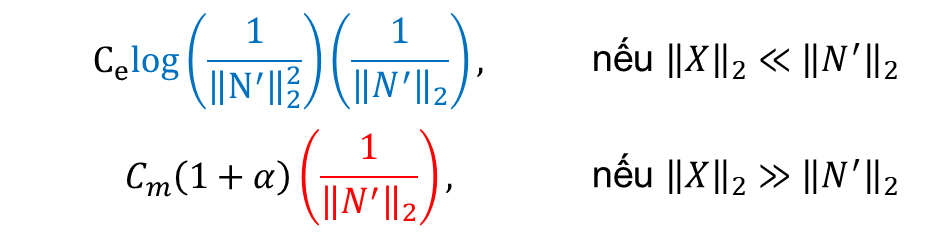 C_e log(1/‖N′‖₂²)(1/‖N′‖₂), nếu ‖X‖₂ ≪ ‖N′‖₂
C_m(1 + α)(1/‖N′‖₂), nếu ‖X‖₂ ≫ ‖N′‖₂